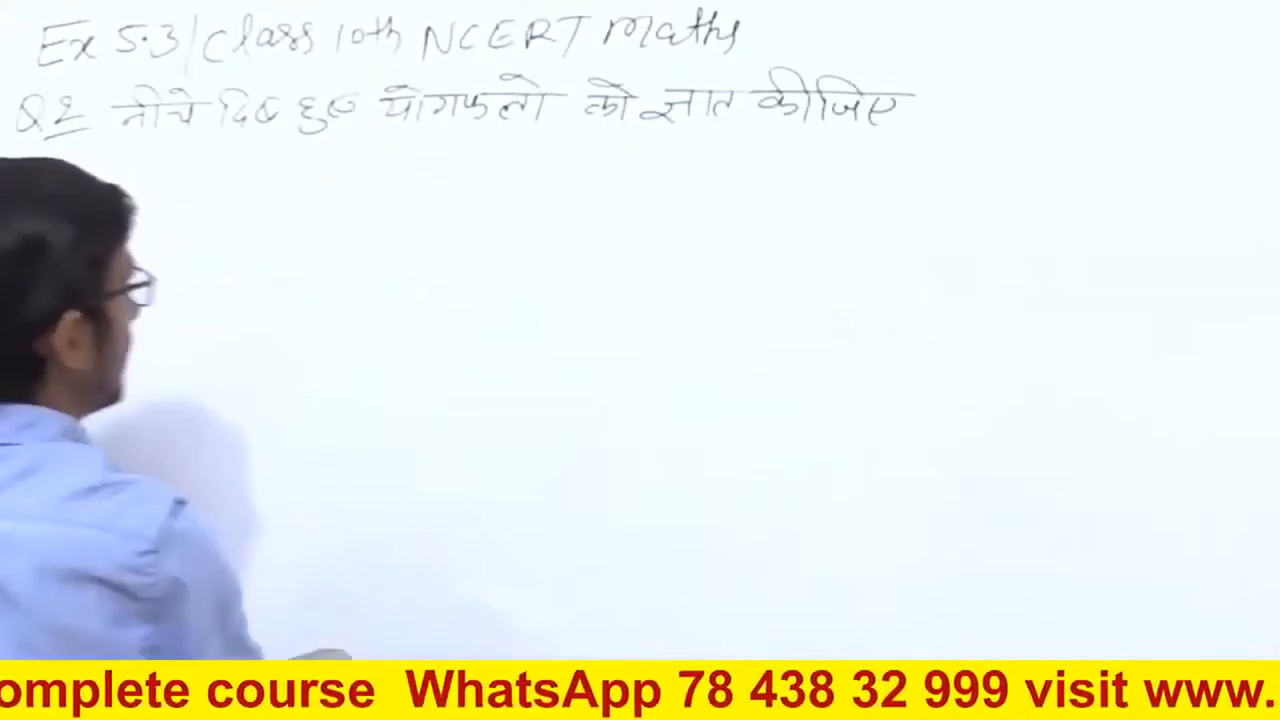 Ex 5.3/Class 10th NCERT Maths
Q2 नीचे दिए हुए योगफलो को ज्ञात कीजिए
omplete course WhatsApp 78 438 32 999 visit www.